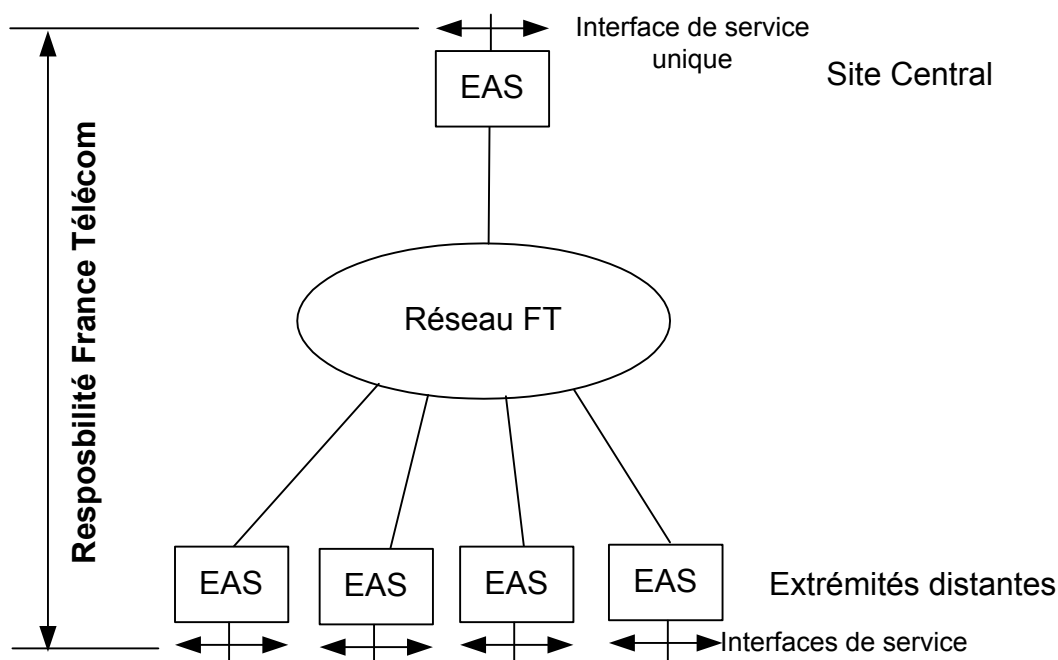 Interface de service
unique
Site Central
EAS
Resposbilité France Télécom
Réseau FT
EAS
EAS
EAS
EAS
Extrémités distantes
Interfaces de service